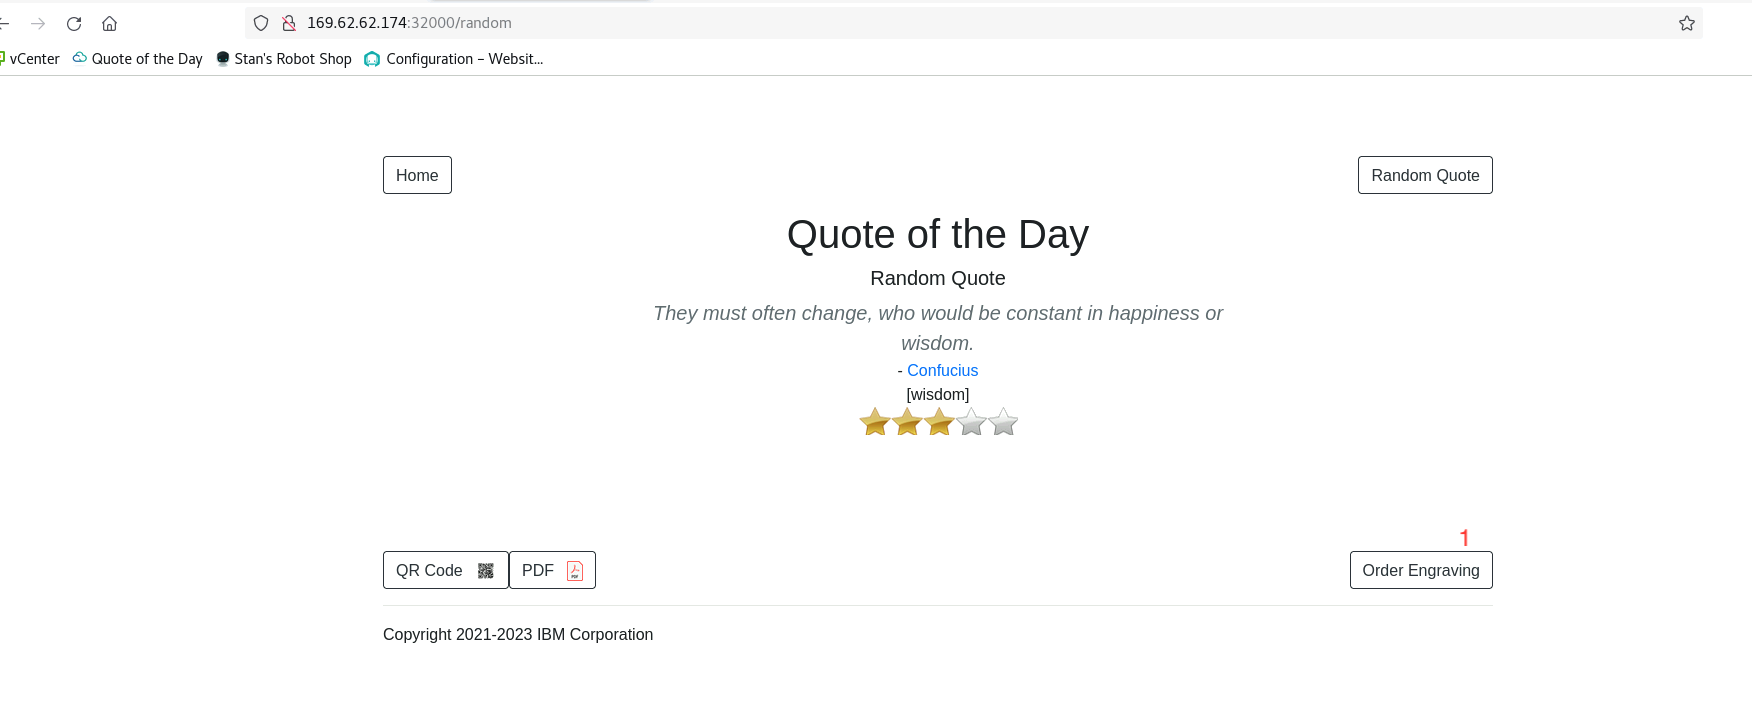 169.62.62.174:32000/random
vCenter Quote of the Day Stan's Robot Shop Configuration – Websit...
Home Random Quote
Quote of the Day
Random Quote
They must often change, who would be constant in happiness or
wisdom.
- Confucius
[wisdom]
1
QR Code PDF Order Engraving
Copyright 2021-2023 IBM Corporation